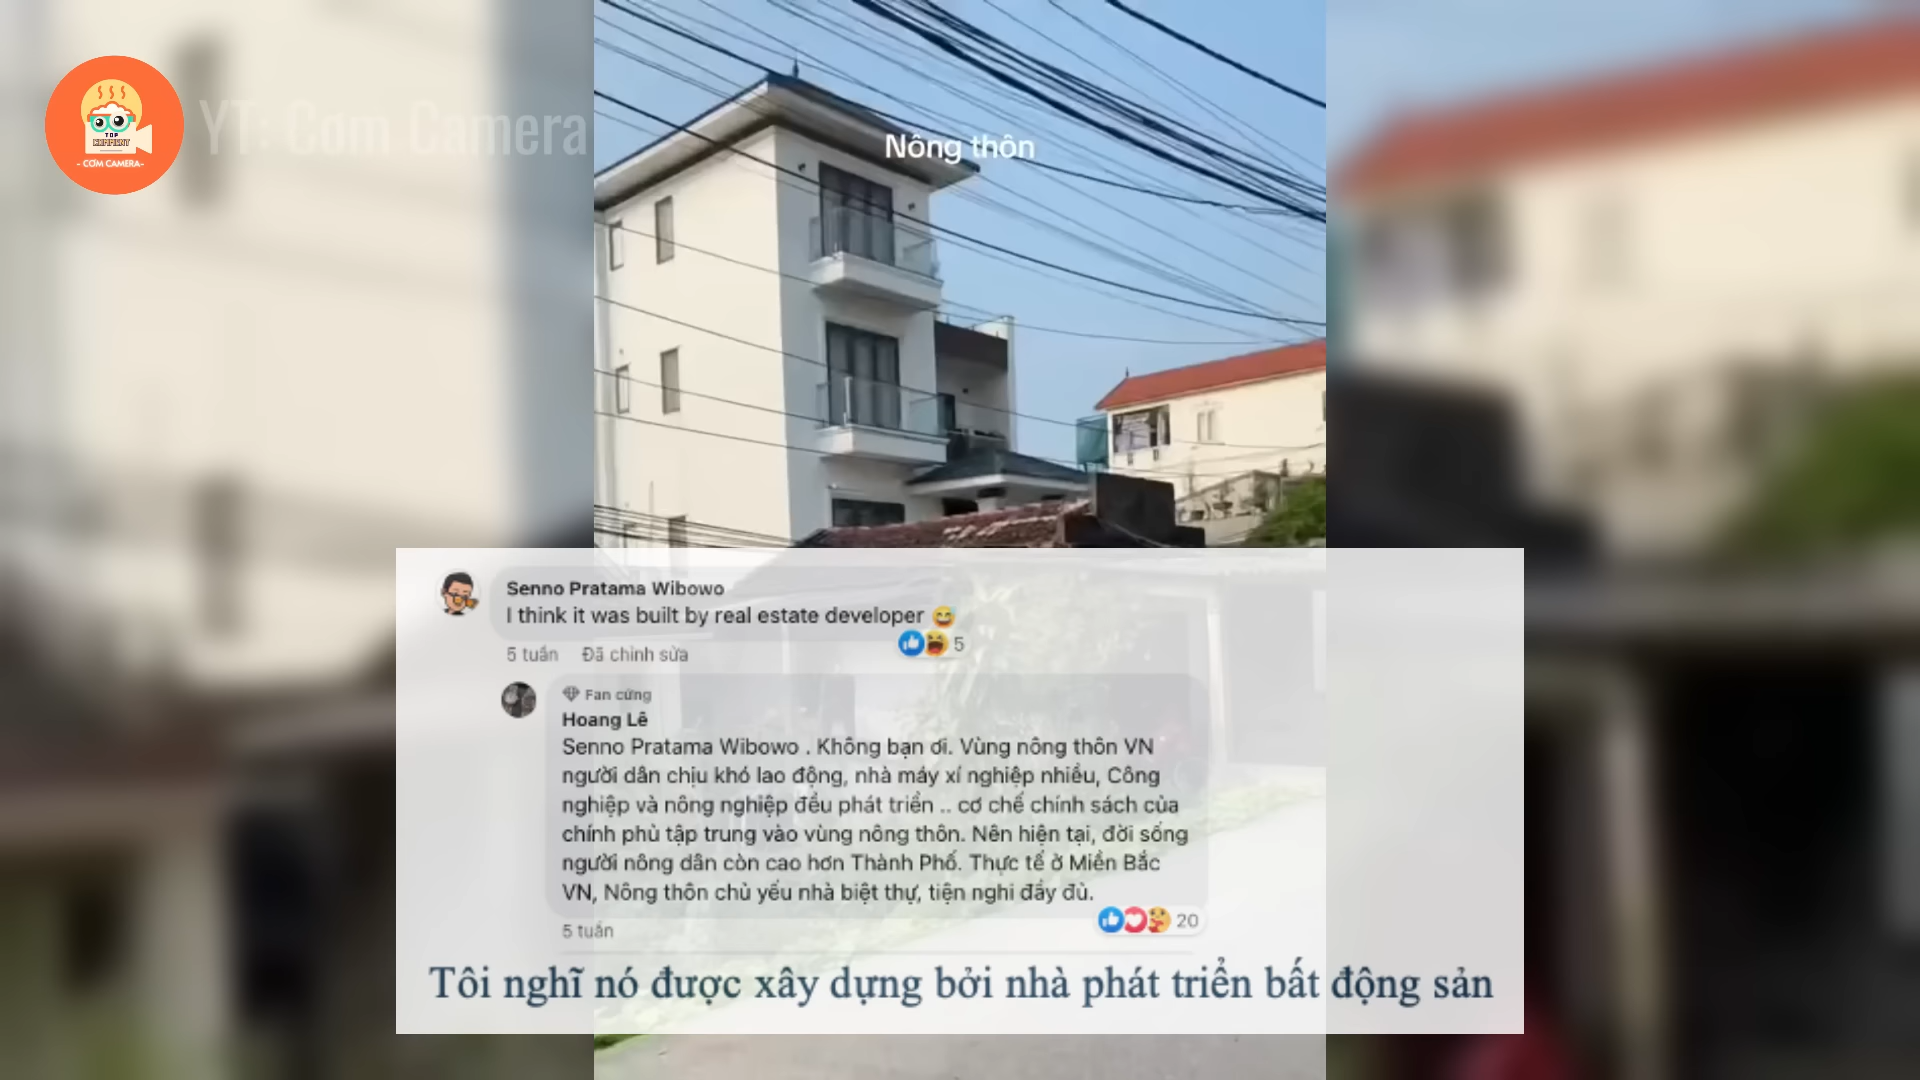 TOP
COMMENT
- CƠM CAMERA-
YT: Cơm Camera
Nông thôn
Senno Pratama Wibowo
I think it was built by real estate developer 😅
5 tuần Đã chỉnh sửa
5
Fan cứng
Hoang Lê
Senno Pratama Wibowo . Không bạn ơi. Vùng nông thôn VN
người dân chịu khó lao động, nhà máy xí nghiệp nhiều, Công
nghiệp và nông nghiệp đều phát triển .. cơ chế chính sách của
chính phủ tập trung vào vùng nông thôn. Nên hiện tại, đời sống
người nông dân còn cao hơn Thành Phố. Thực tế ở Miền Bắc
VN, Nông thôn chủ yếu nhà biệt thự, tiện nghi đầy đủ.
5 tuần
20
Tôi nghĩ nó được xây dựng bởi nhà phát triển bất động sản